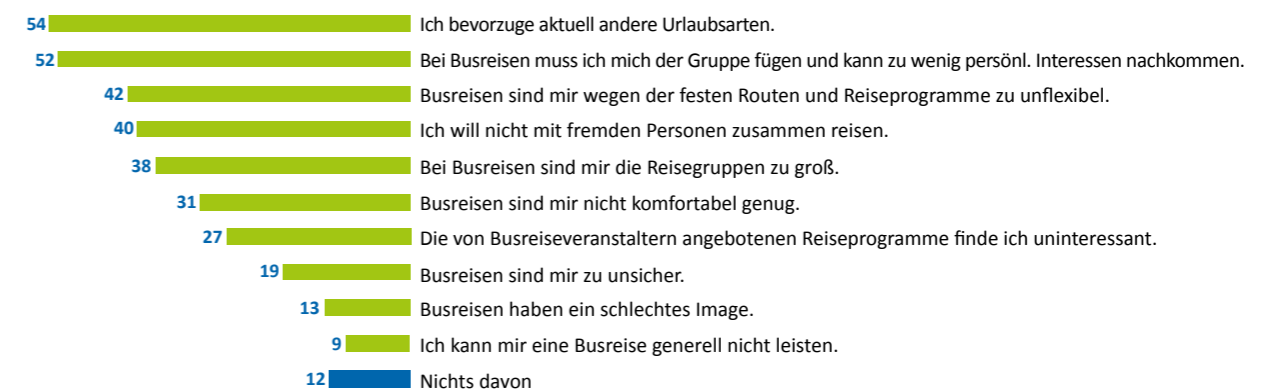 54 Ich bevorzuge aktuell andere Urlaubsarten.
52 Bei Busreisen muss ich mich der Gruppe fügen und kann zu wenig persönl. Interessen nachkommen.
42 Busreisen sind mir wegen der festen Routen und Reiseprogramme zu unflexibel.
40 Ich will nicht mit fremden Personen zusammen reisen.
38 Bei Busreisen sind mir die Reisegruppen zu groß.
31 Busreisen sind mir nicht komfortabel genug.
27 Die von Busreiseveranstaltern angebotenen Reiseprogramme finde ich uninteressant.
19 Busreisen sind mir zu unsicher.
13 Busreisen haben ein schlechtes Image.
9 Ich kann mir eine Busreise generell nicht leisten.
12 Nichts davon